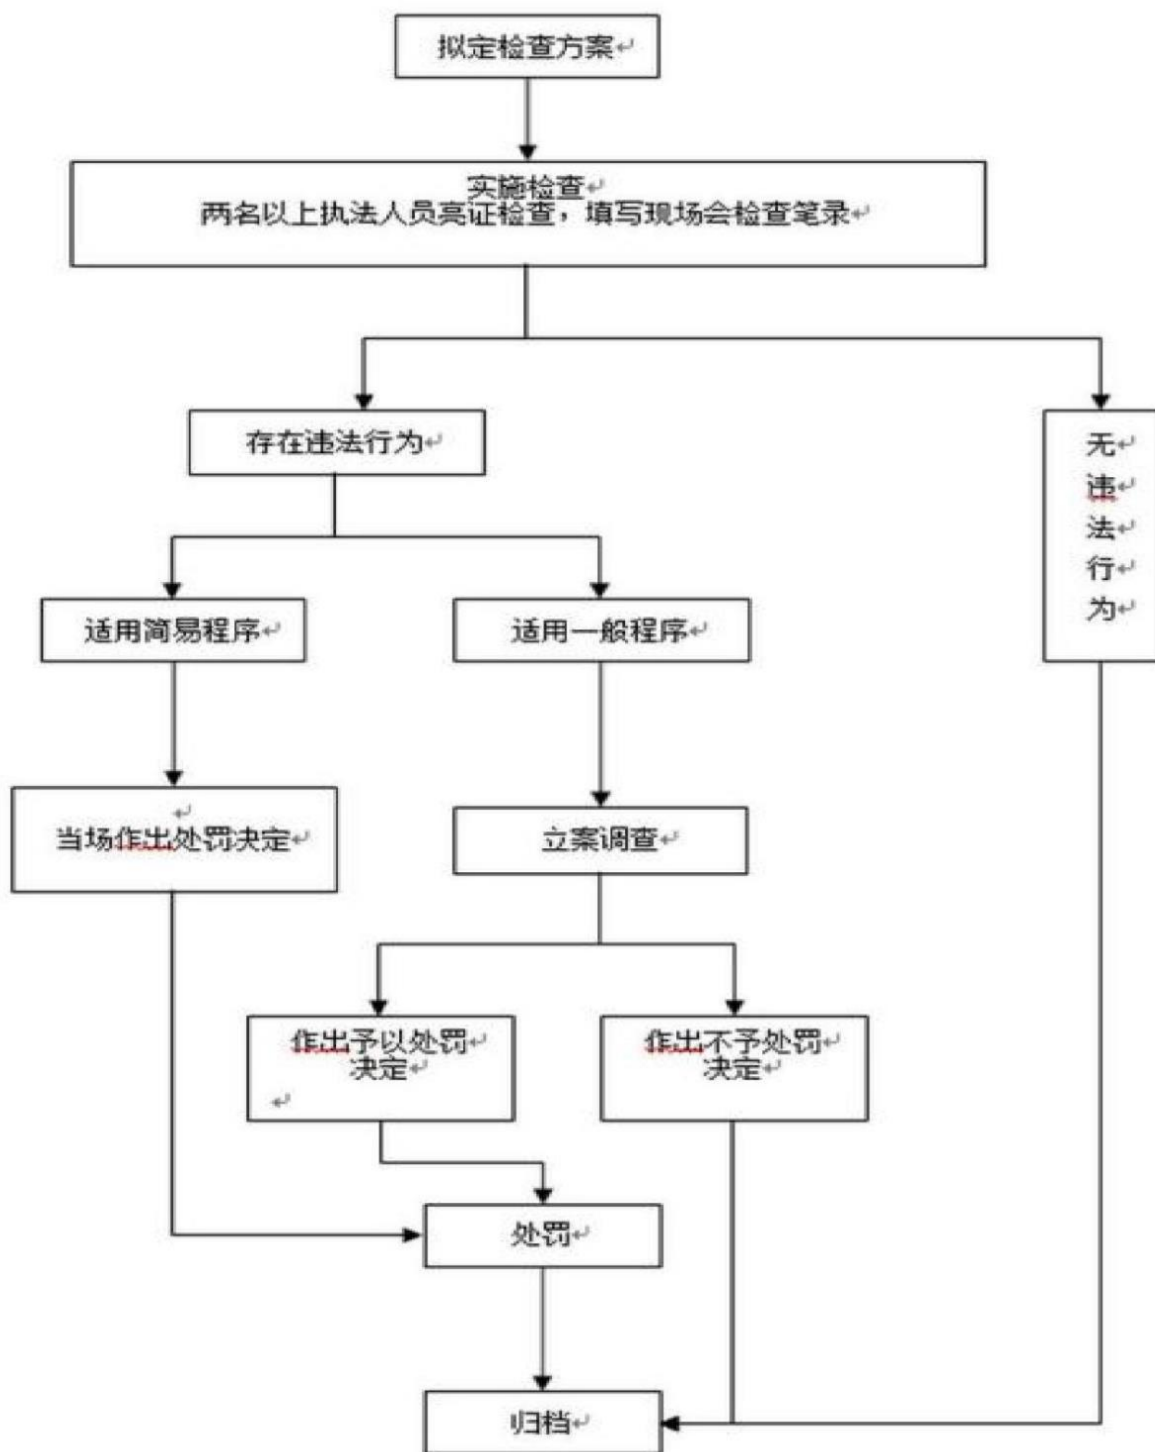 拟定检查方案
实施检查
两名以上执法人员亮证检查，填写现场会检查笔录
存在违法行为
无
违
法
行
为
适用简易程序
适用一般程序
当场作出处罚决定
立案调查
作出予以处罚
决定
作出不予处罚
决定
处罚
归档